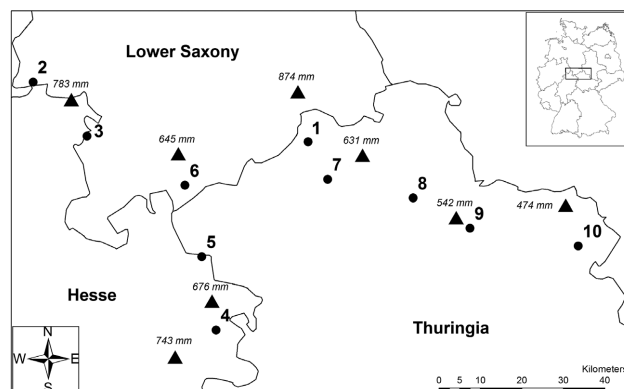 Lower Saxony
2
783 mm
874 mm
3
1
645 mm
631 mm
6
7
8
542 mm
9
474 mm
10
5
Hesse
676 mm
4
743 mm
Thuringia
N
W E
S
Kilometers
0 5 10 20 30 40